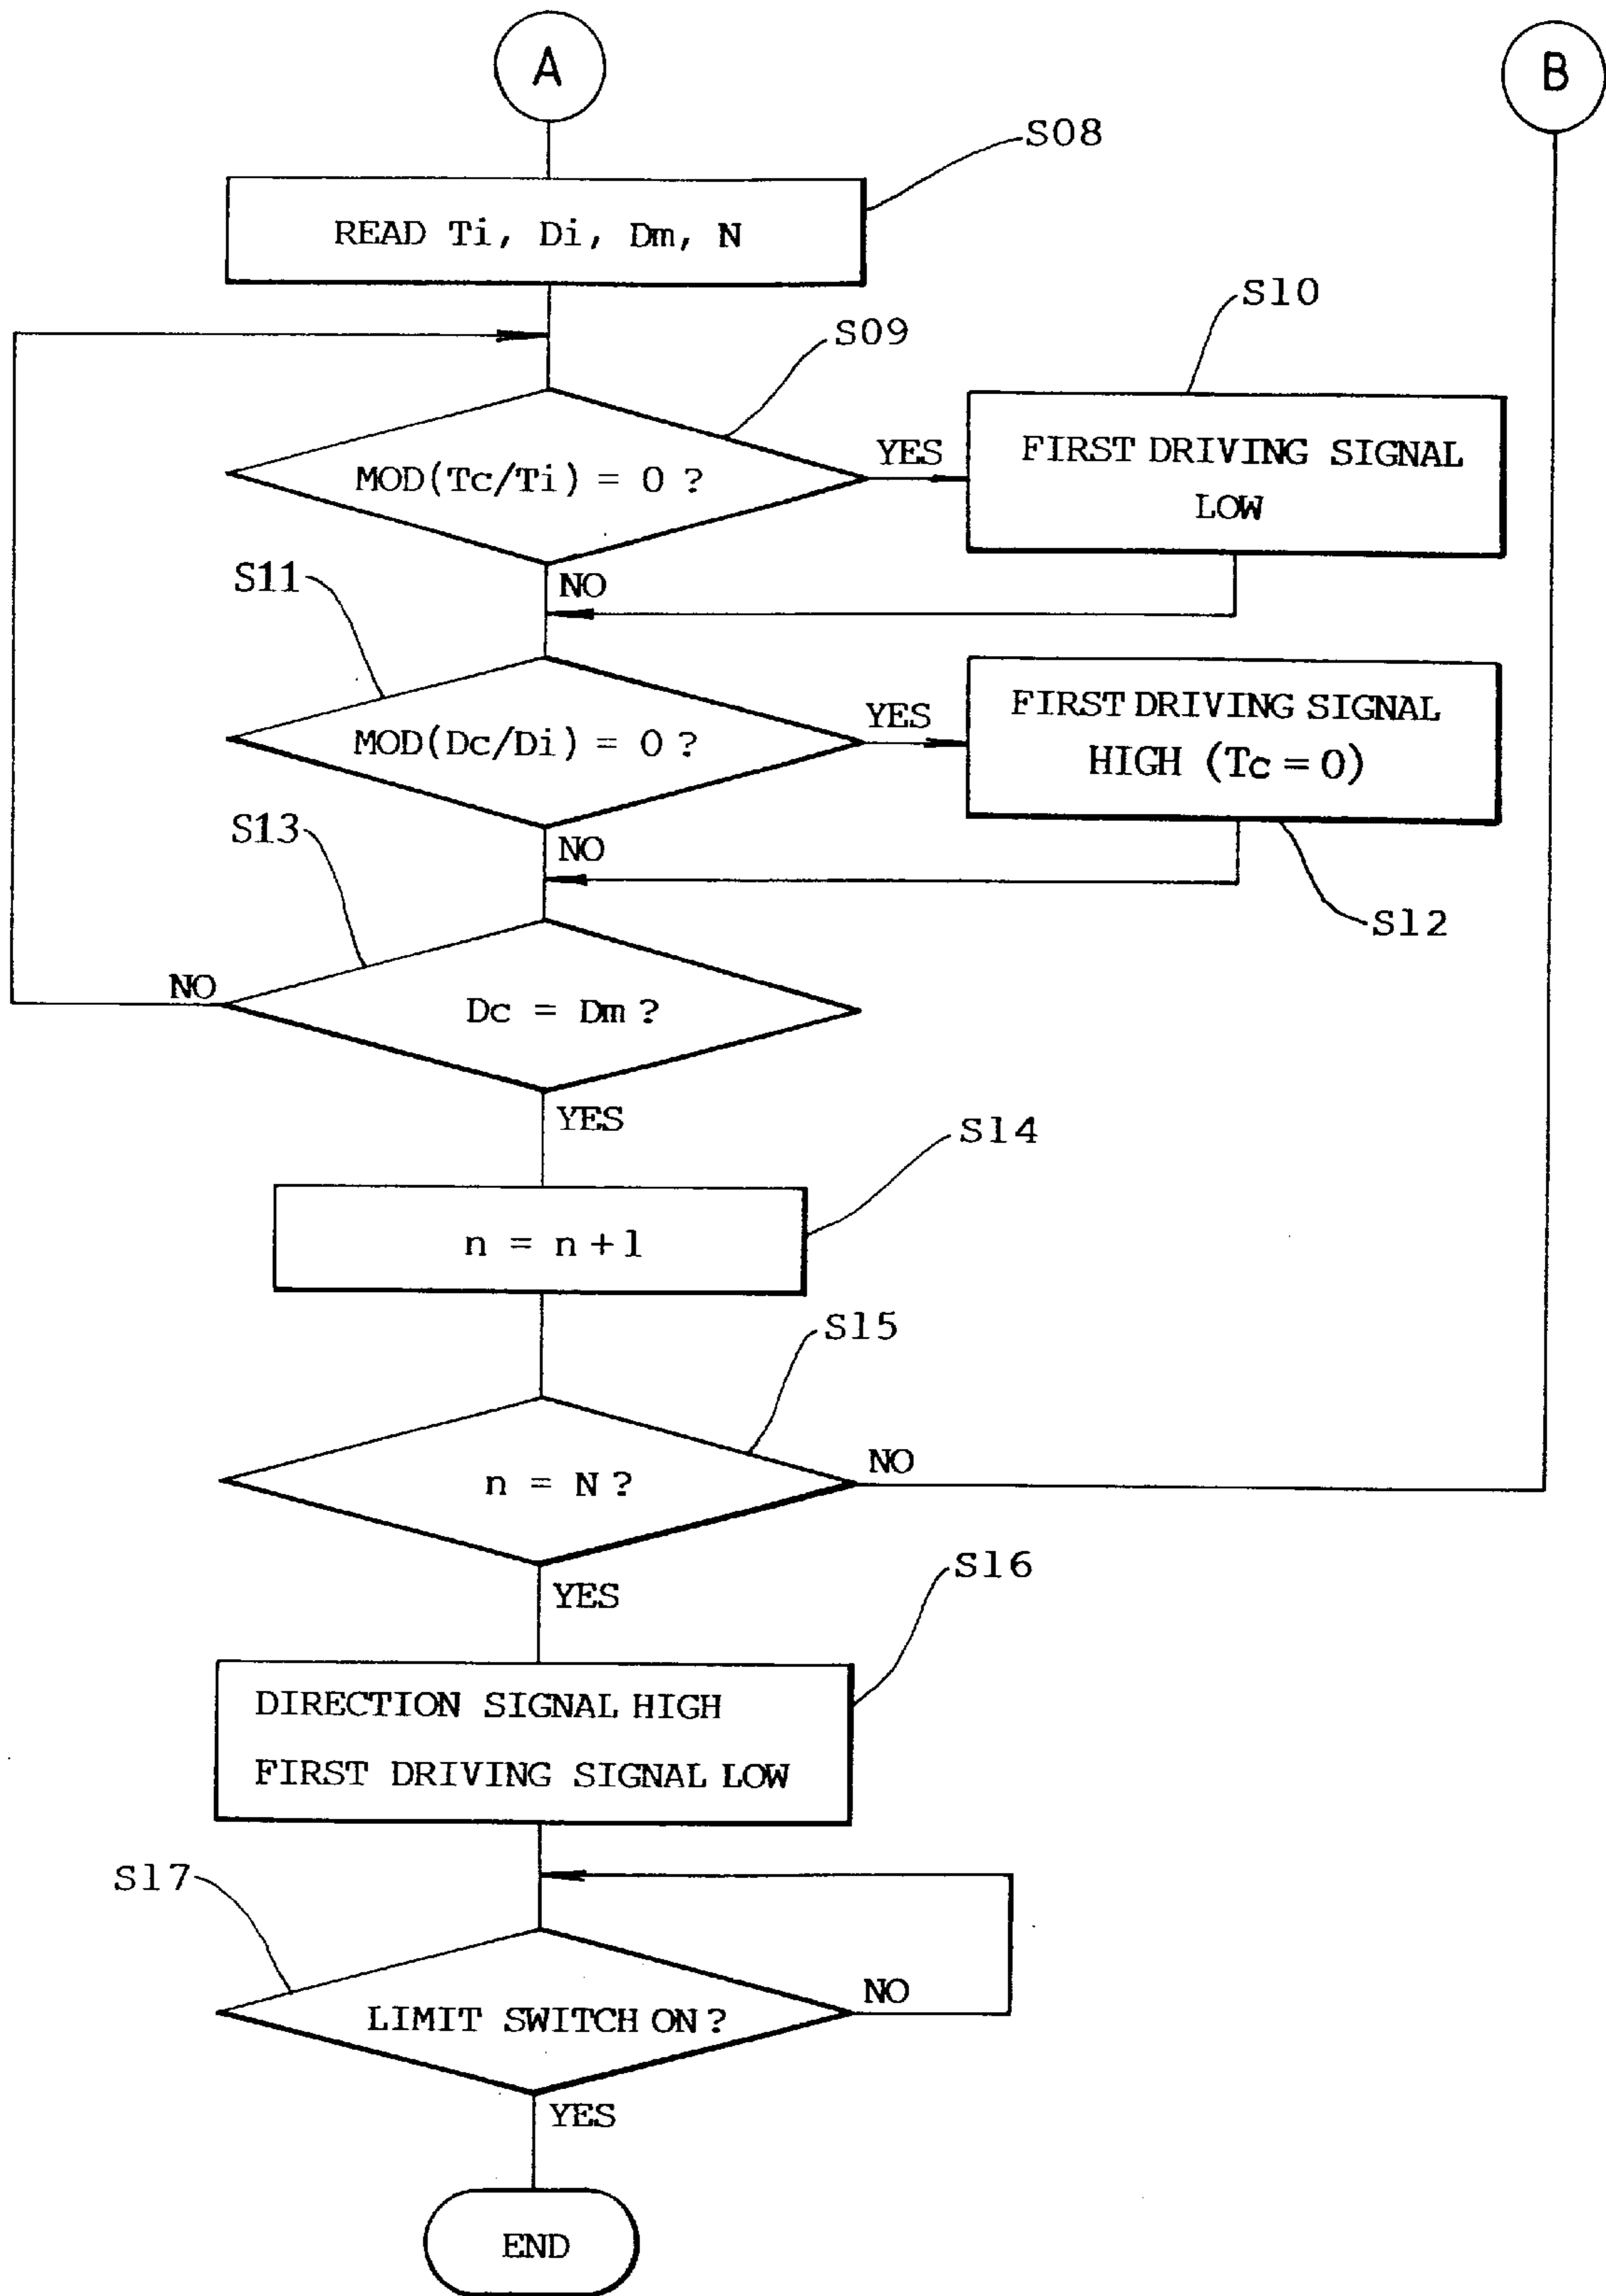 A
B
S08
READ Ti, Di, Dm, N
S10
S09
FIRST DRIVING SIGNAL
LOW
YES
MOD(Tc/Ti) = 0 ?
NO
S11
FIRST DRIVING SIGNAL
HIGH (Tc = 0)
YES
MOD(Dc/Di) = 0 ?
NO
S13
S12
NO
Dc = Dm ?
YES
S14
n = n+1
S15
NO
n = N ?
YES
S16
DIRECTION SIGNAL HIGH
FIRST DRIVING SIGNAL LOW
S17
NO
LIMIT SWITCH ON ?
YES
END